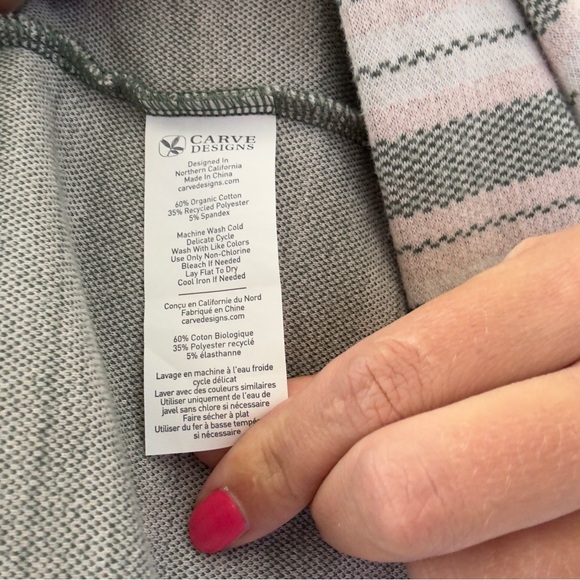 CARVE
DESIGNS
Designed In
Northern California
Made In China
carvedesigns.com
60% Organic Cotton
35% Recycled Polyester
5% Spandex
Machine Wash Cold
Delicate Cycle
Wash With Like Colors
Use Only Non-Chlorine
Bleach If Needed
Lay Flat To Dry
Cool Iron If Needed
Conçu en Californie du Nord
Fabriqué en Chine
carvedesigns.com
60% Coton Biologique
35% Polyester recyclé
5% élasthanne
Lavage en machine à l'eau froide
cycle délicat
Laver avec des couleurs similaires
Utiliser uniquement de l'eau de
javel sans chlore si nécessaire
Faire sécher à plat
Utiliser du fer à basse
si nécessaire